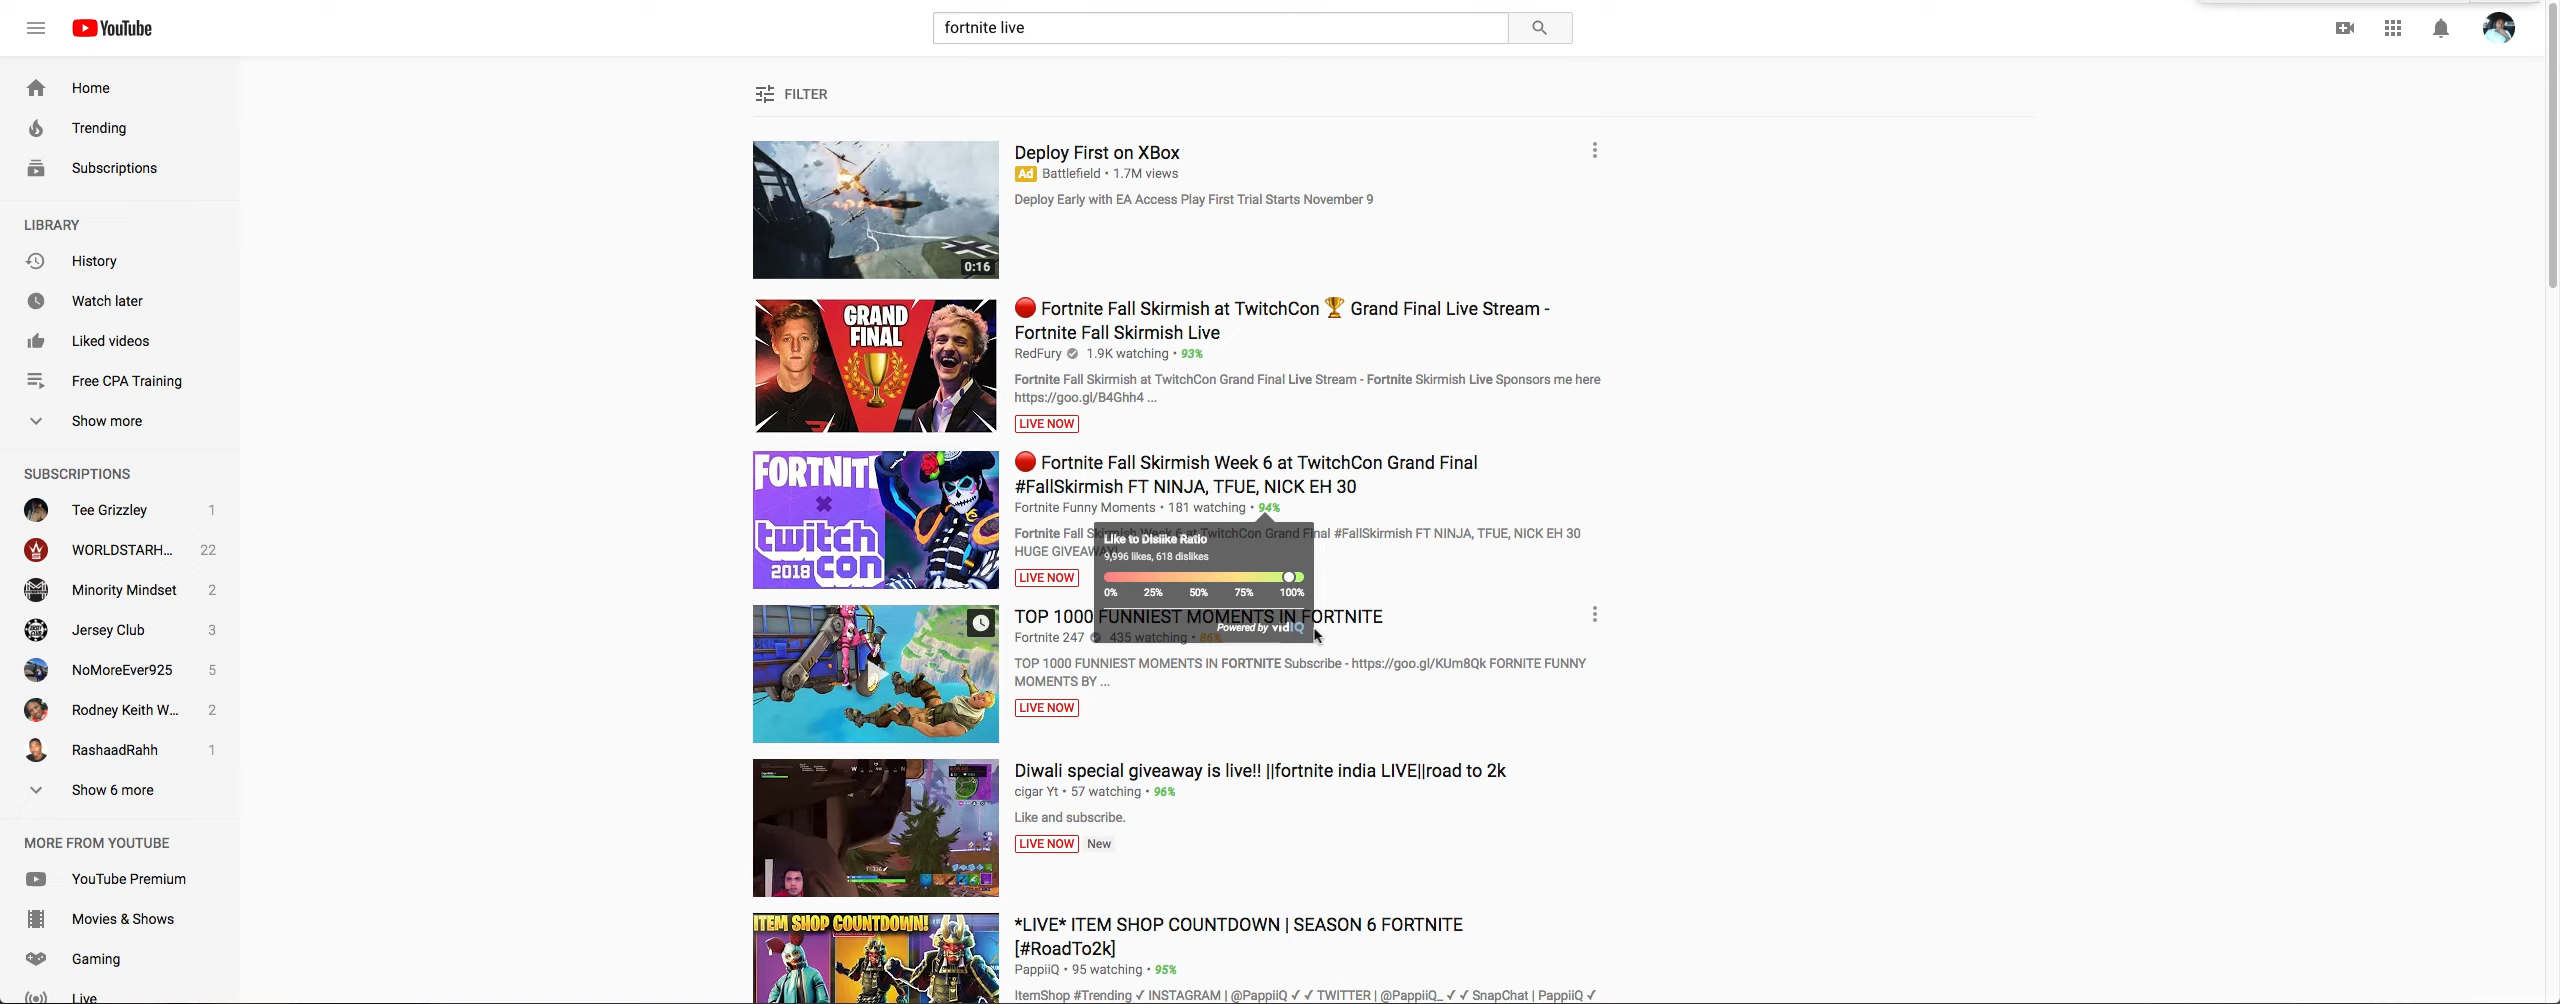 YouTube
fortnite live
Home
Trending
Subscriptions
LIBRARY
History
Watch later
Liked videos
Free CPA Training
Show more
SUBSCRIPTIONS
Tee Grizzley 1
WORLDSTARH... 22
Minority Mindset 2
Jersey Club 3
NoMoreEver925 5
Rodney Keith W... 2
RashaadRahh 1
Show 6 more
MORE FROM YOUTUBE
YouTube Premium
Movies & Shows
Gaming
Live
FILTER
0:16
Deploy First on XBox
Ad Battlefield • 1.7M views
Deploy Early with EA Access Play First Trial Starts November 9
GRAND
FINAL
🔴 Fortnite Fall Skirmish at TwitchCon 🏆 Grand Final Live Stream -
Fortnite Fall Skirmish Live
RedFury 1.9K watching • 93%
Fortnite Fall Skirmish at TwitchCon Grand Final Live Stream - Fortnite Skirmish Live Sponsors me here
https://goo.gl/B4Ghh4 ...
LIVE NOW
FORTNIT
twitch
2018 con
🔴 Fortnite Fall Skirmish Week 6 at TwitchCon Grand Final
#FallSkirmish FT NINJA, TFUE, NICK EH 30
Fortnite Funny Moments • 181 watching • 94%
Fortnite Fall Skirmish Week 6 at TwitchCon Grand Final #FallSkirmish FT NINJA, TFUE, NICK EH 30
HUGE GIVEAWAY
LIVE NOW
Like to Dislike Ratio
9,996 likes, 618 dislikes
0% 25% 50% 75% 100%
Powered by vidIQ
TOP 1000 FUNNIEST MOMENTS IN FORTNITE
Fortnite 247 435 watching • 86%
TOP 1000 FUNNIEST MOMENTS IN FORTNITE Subscribe - https://goo.gl/KUm8Qk FORNITE FUNNY
MOMENTS BY ...
LIVE NOW
Diwali special giveaway is live!! ||fortnite india LIVE||road to 2k
cigar Yt • 57 watching • 96%
Like and subscribe.
LIVE NOW New
ITEM SHOP COUNTDOWN!
*LIVE* ITEM SHOP COUNTDOWN | SEASON 6 FORTNITE
[#RoadTo2k]
PappiiQ • 95 watching • 95%
ItemShop #Trending ✓ INSTAGRAM | @PappiiQ ✓ ✓ TWITTER | @PappiiQ_ ✓ ✓ SnapChat | PappiiQ ✓